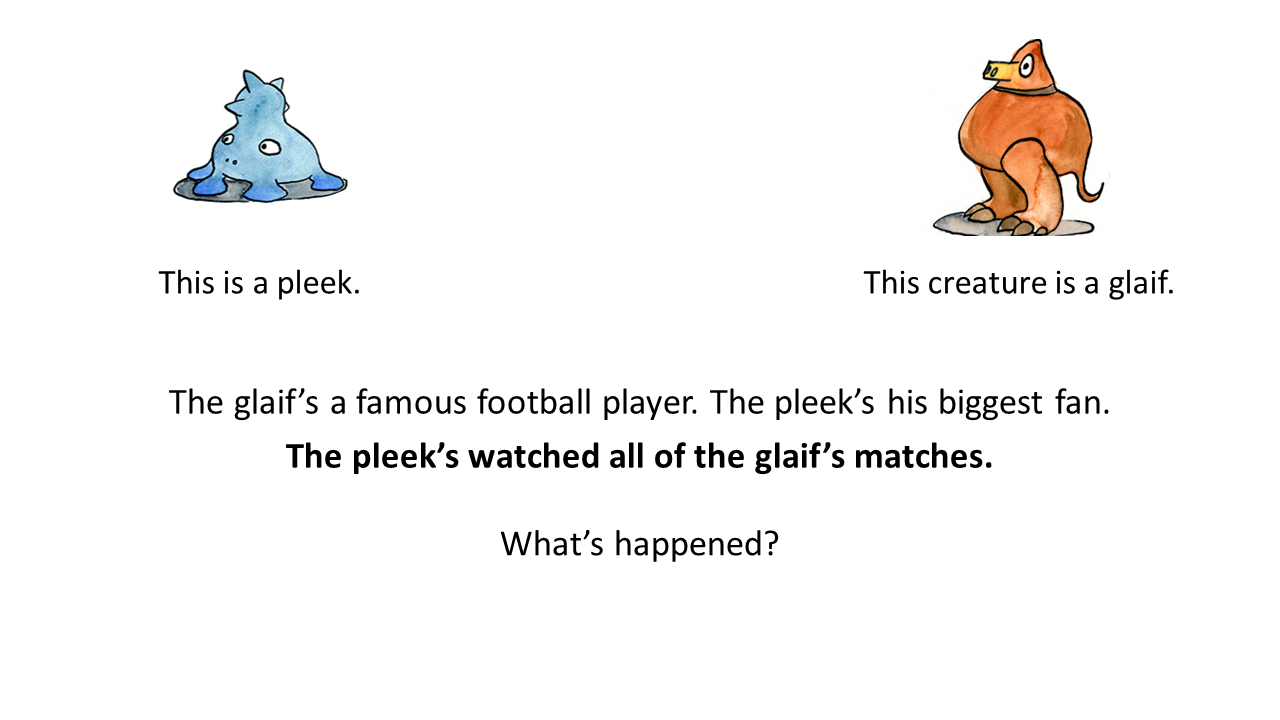 This is a pleek.
This creature is a glaif.
The glaif’s a famous football player. The pleek’s his biggest fan.
The pleek’s watched all of the glaif’s matches.
What’s happened?